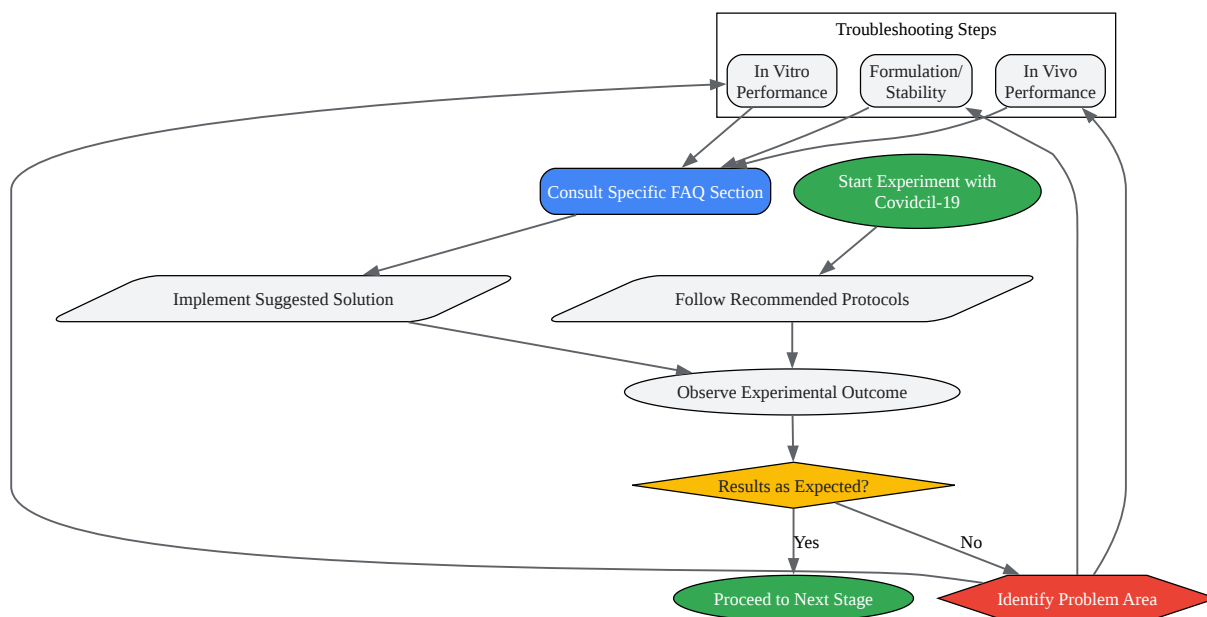 Troubleshooting Steps
In Vitro
Performance
Formulation/
Stability
In Vivo
Performance
Consult Specific FAQ Section
Start Experiment with
Covidcil-19
Implement Suggested Solution
Follow Recommended Protocols
Observe Experimental Outcome
Results as Expected?
Yes
No
Proceed to Next Stage
Identify Problem Area